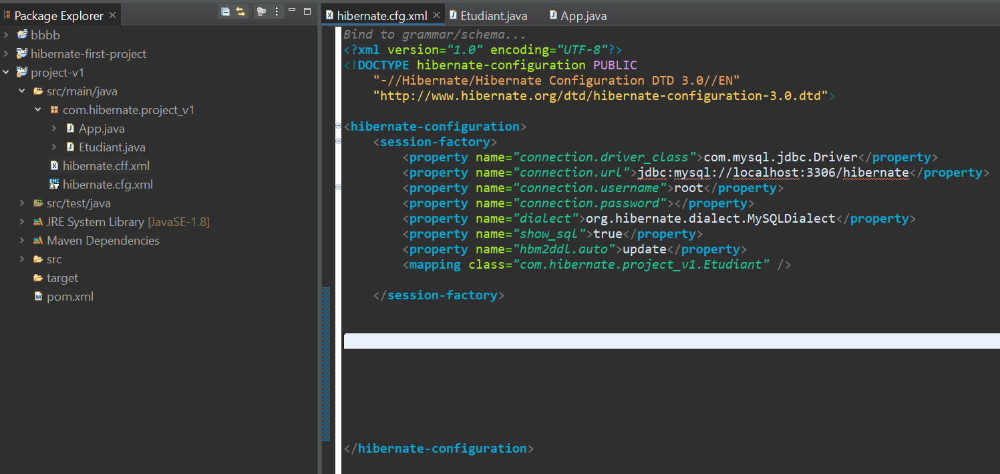 Package Explorer
bbbb
hibernate-first-project
project-v1
src/main/java
com.hibernate.project_v1
App.java
Etudiant.java
hibernate.cff.xml
hibernate.cfg.xml
src/test/java
JRE System Library [JavaSE-1.8]
Maven Dependencies
src
target
pom.xml
hibernate.cfg.xml Etudiant.java App.java
Bind to grammar/schema...
<?xml version="1.0" encoding="UTF-8"?>
<!DOCTYPE hibernate-configuration PUBLIC
"-//Hibernate/Hibernate Configuration DTD 3.0//EN"
"http://www.hibernate.org/dtd/hibernate-configuration-3.0.dtd">
<hibernate-configuration>
<session-factory>
<property name="connection.driver_class">com.mysql.jdbc.Driver</property>
<property name="connection.url">jdbc:mysql://localhost:3306/hibernate</property>
<property name="connection.username">root</property>
<property name="connection.password"></property>
<property name="dialect">org.hibernate.dialect.MySQLDialect</property>
<property name="show_sql">true</property>
<property name="hbm2ddl.auto">update</property>
<mapping class="com.hibernate.project_v1.Etudiant" />
</session-factory>
</hibernate-configuration>